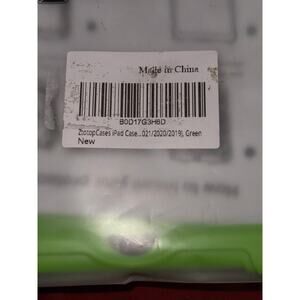 Made in China
B0D17G3H6D
ZtotopCases iPad Case...021/2020/2019), Green
New